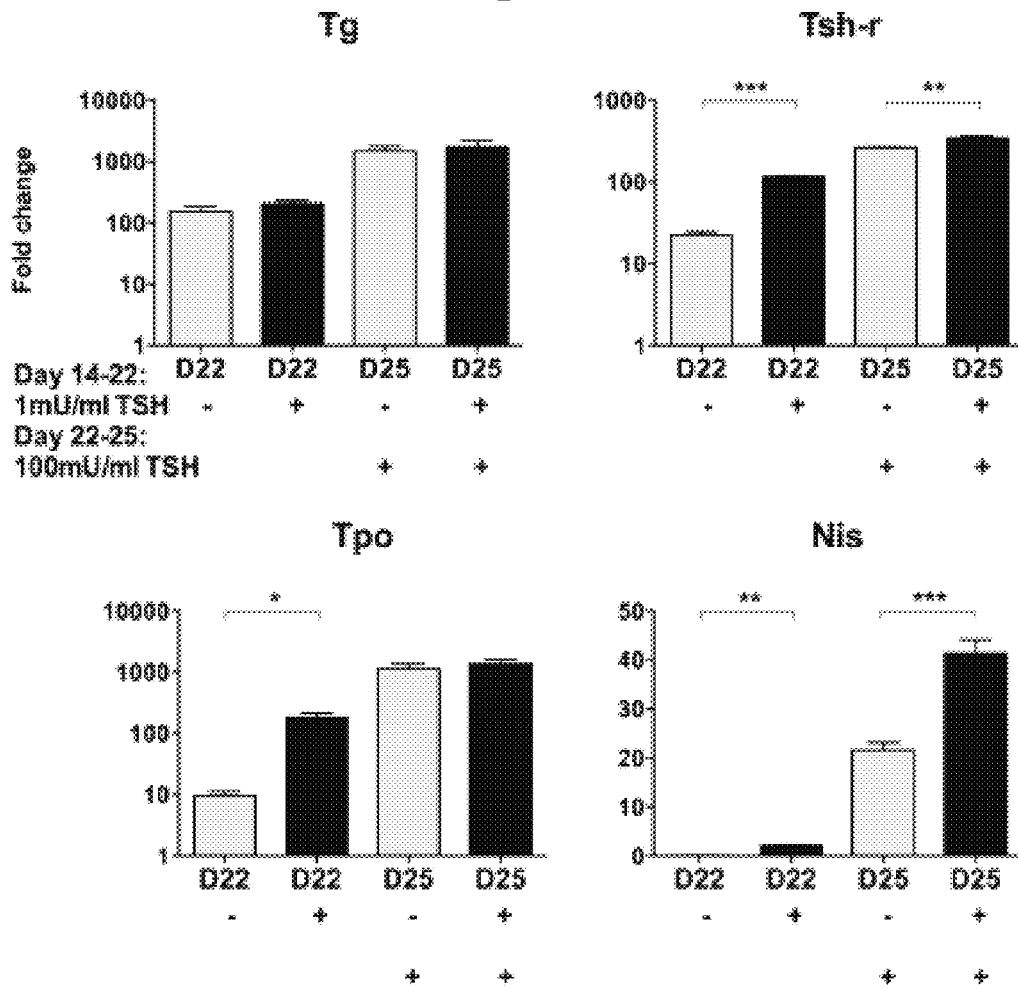 Tg
Tsh-r
Fold change
10000
1000
100
10
1
***
**
1000
100
10
1
D22 D22 D25 D25
D22 D22 D25 D25
Day 14-22:
1mU/ml TSH - + - +
- + - +
Day 22-25:
100mU/ml TSH + +
+ +
Tpo
Nis
10000
1000
100
10
1
*
50
40
30
20
10
0
** ***
D22 D22 D25 D25
D22 D22 D25 D25
- + - +
- + - +
+ +
+ +